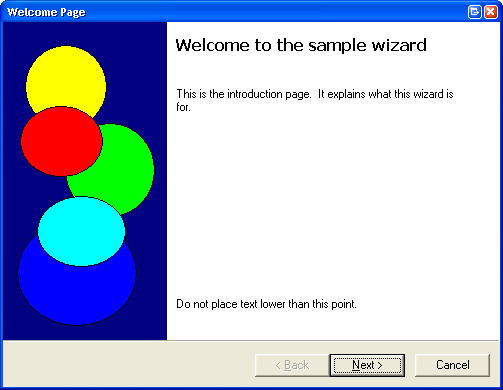 Welcome Page
Welcome to the sample wizard
This is the introduction page.  It explains what this wizard is
for.
Do not place text lower than this point.
< Back
Next >
Cancel